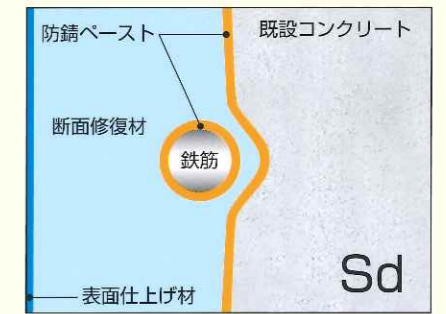 防錆ペースト
既設コンクリート
断面修復材
鉄筋
Sd
表面仕上げ材